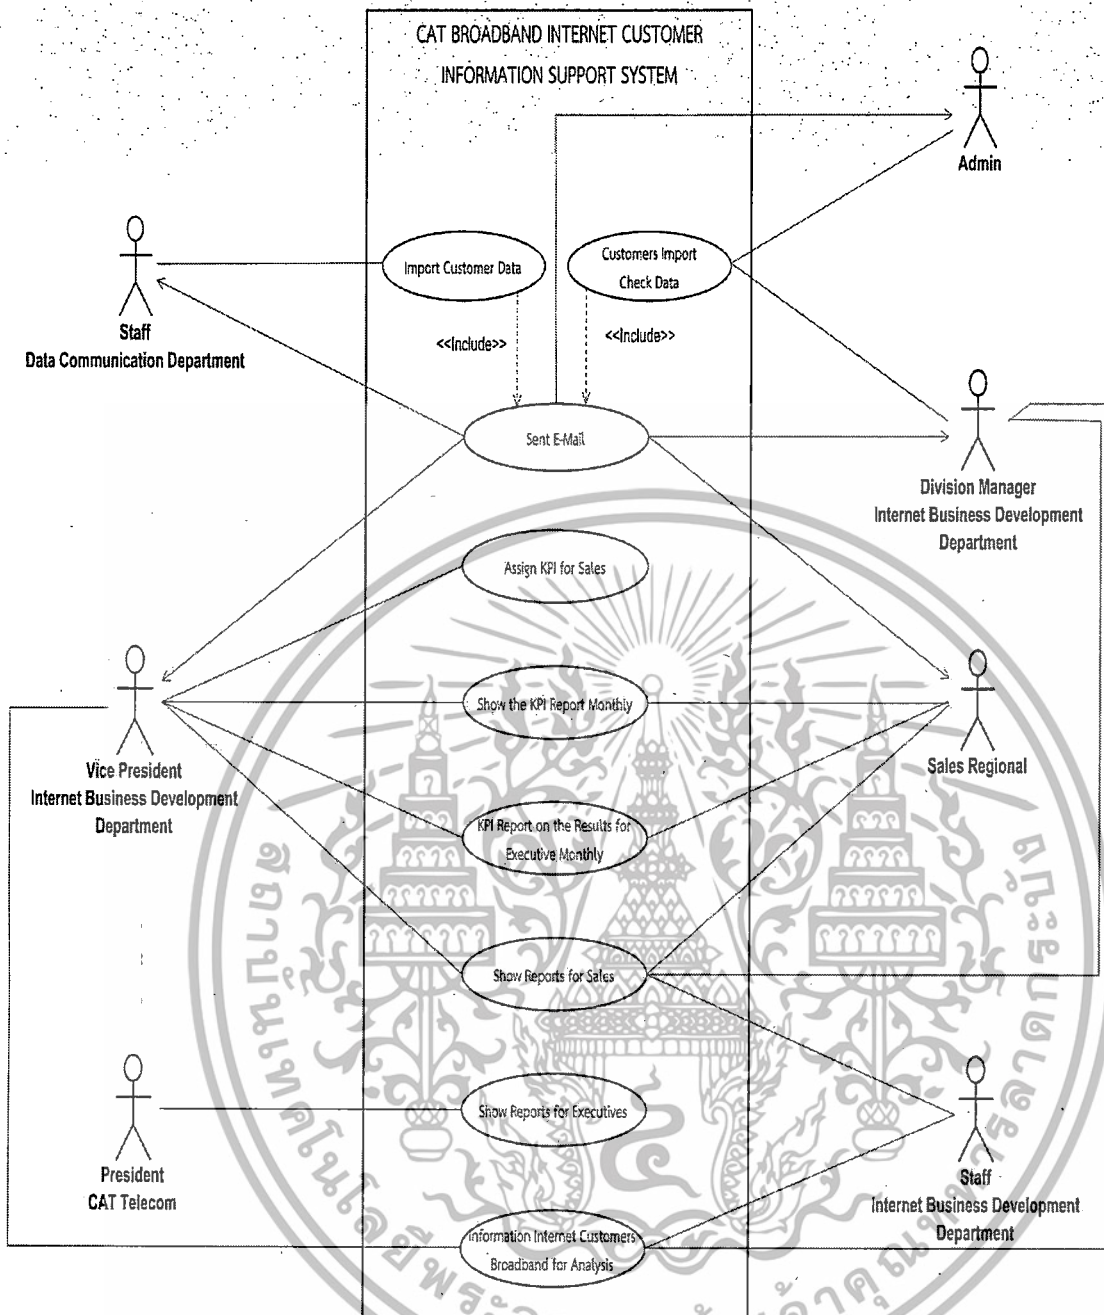 CAT BROADBAND INTERNET CUSTOMER
INFORMATION SUPPORT SYSTEM
Admin
Import Customer Data
Customers Import
Check Data
Staff
Data Communication Department
<<Include>>
<<Include>>
Sent E-Mail
Division Manager
Internet Business Development
Department
Assign KPI for Sales
Show the KPI Report Monthly
Vice President
Internet Business Development
Department
Sales Regional
KPI Report on the Results for
Executive Monthly
Show Reports for Sales
Show Reports for Executives
President
CAT Telecom
Staff
Internet Business Development
Department
Information Internet Customers
Broadband for Analysis